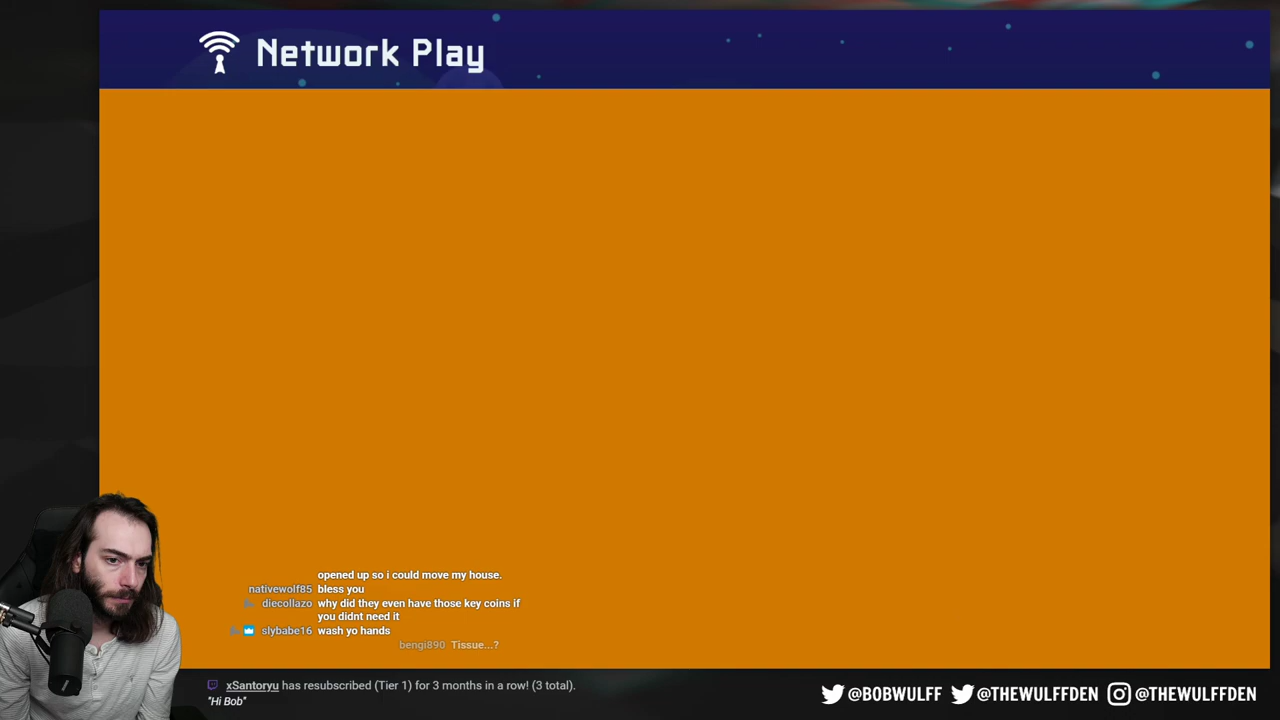 Network Play
opened up so i could move my house.
nativewolf85 bless you
diecollazo why did they even have those key coins if
you didnt need it
slybabe16 wash yo hands
bengi890 Tissue...?
xSantoryu has resubscribed (Tier 1) for 3 months in a row! (3 total).
"Hi Bob"
@BOBWULFF @THEWULFFDEN @THEWULFFDEN